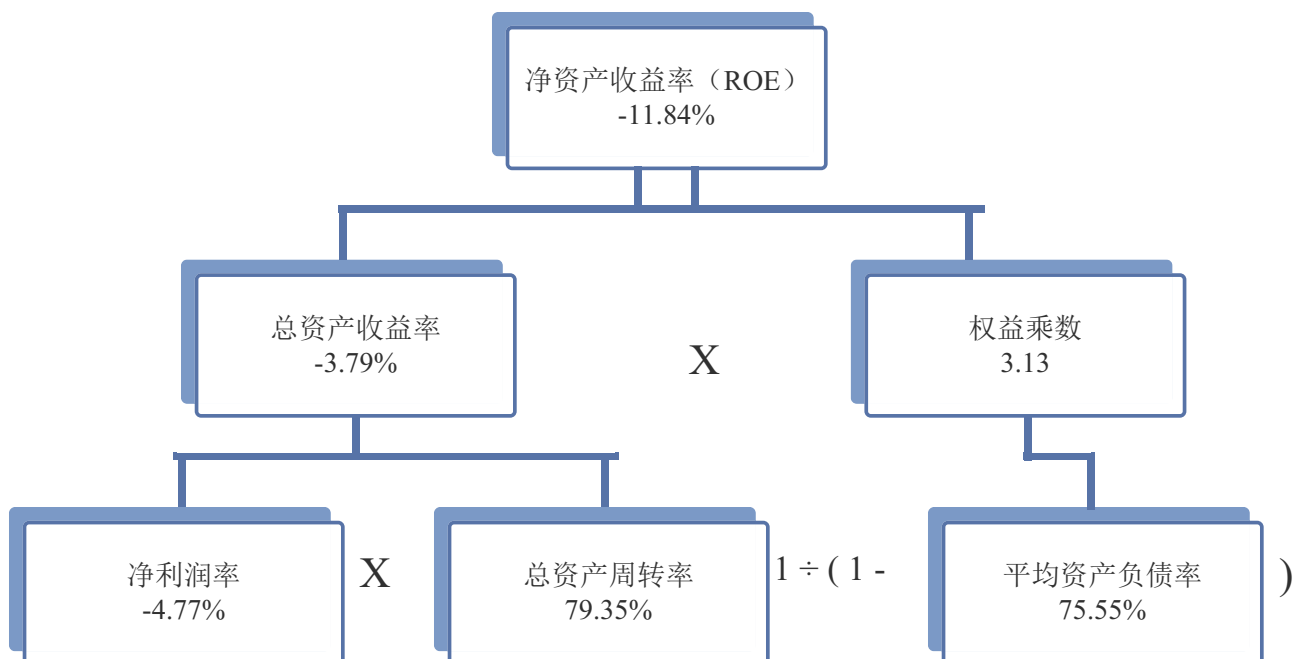 净资产收益率（ROE）
-11.84%
总资产收益率
-3.79%
X
权益乘数
3.13
净利润率
-4.77%
X
总资产周转率
79.35%
1 ÷ ( 1 -
平均资产负债率
75.55%
)